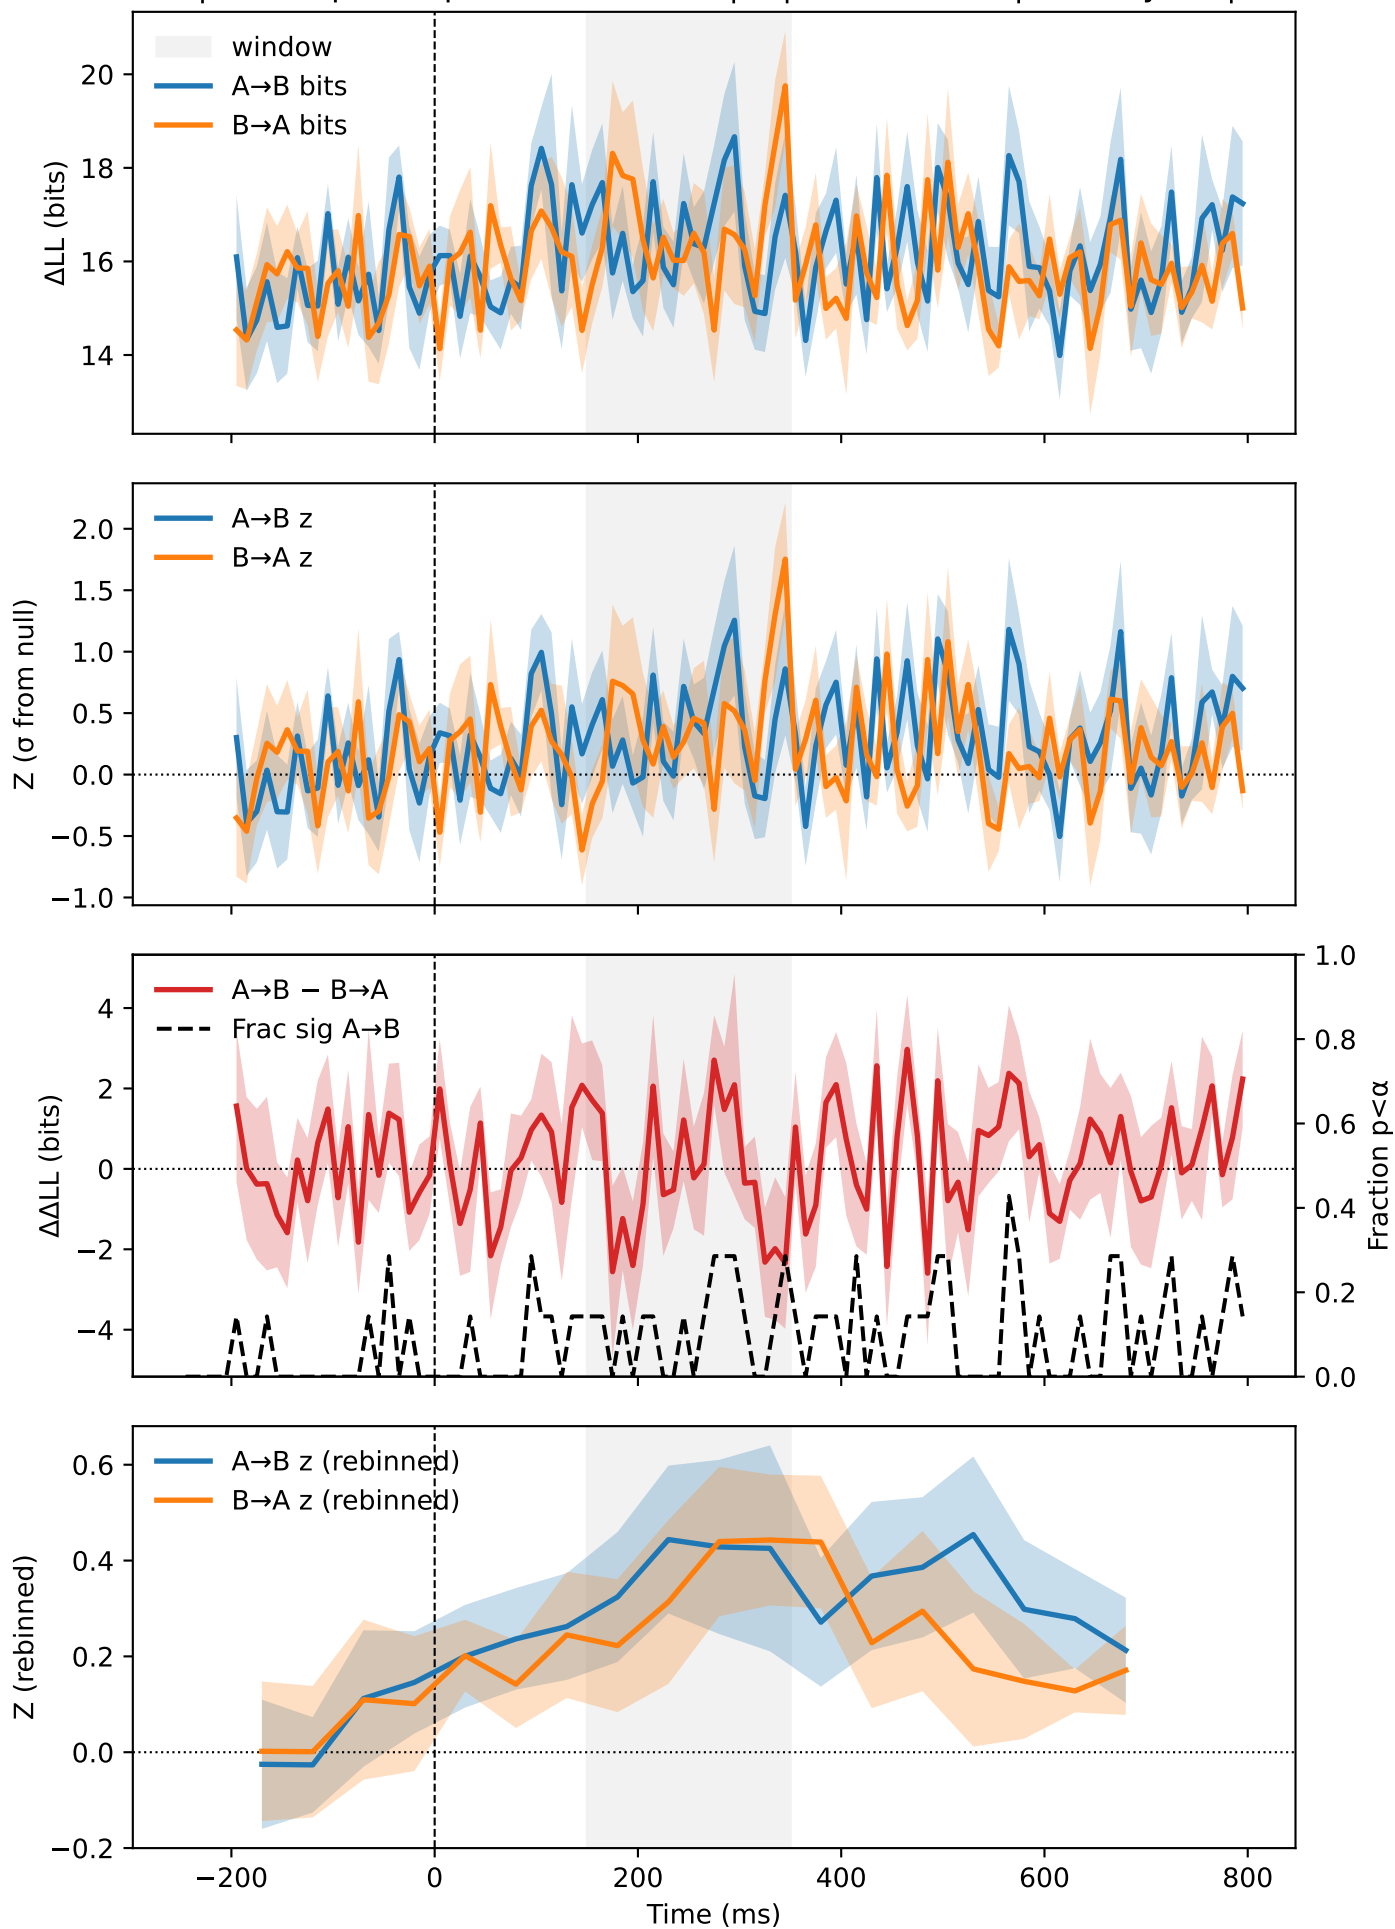 window
A→B bits
B→A bits
ΔLL (bits)
20
18
16
14
A→B z
B→A z
Z (σ from null)
2.0
1.5
1.0
0.5
0.0
−0.5
−1.0
A→B − B→A
Frac sig A→B
ΔΔLL (bits)
4
2
0
−2
−4
1.0
0.8
0.6
0.4
0.2
0.0
Fraction p<α
A→B z (rebinned)
B→A z (rebinned)
Z (rebinned)
0.6
0.4
0.2
0.0
−0.2
−200
0
200
400
600
800
Time (ms)